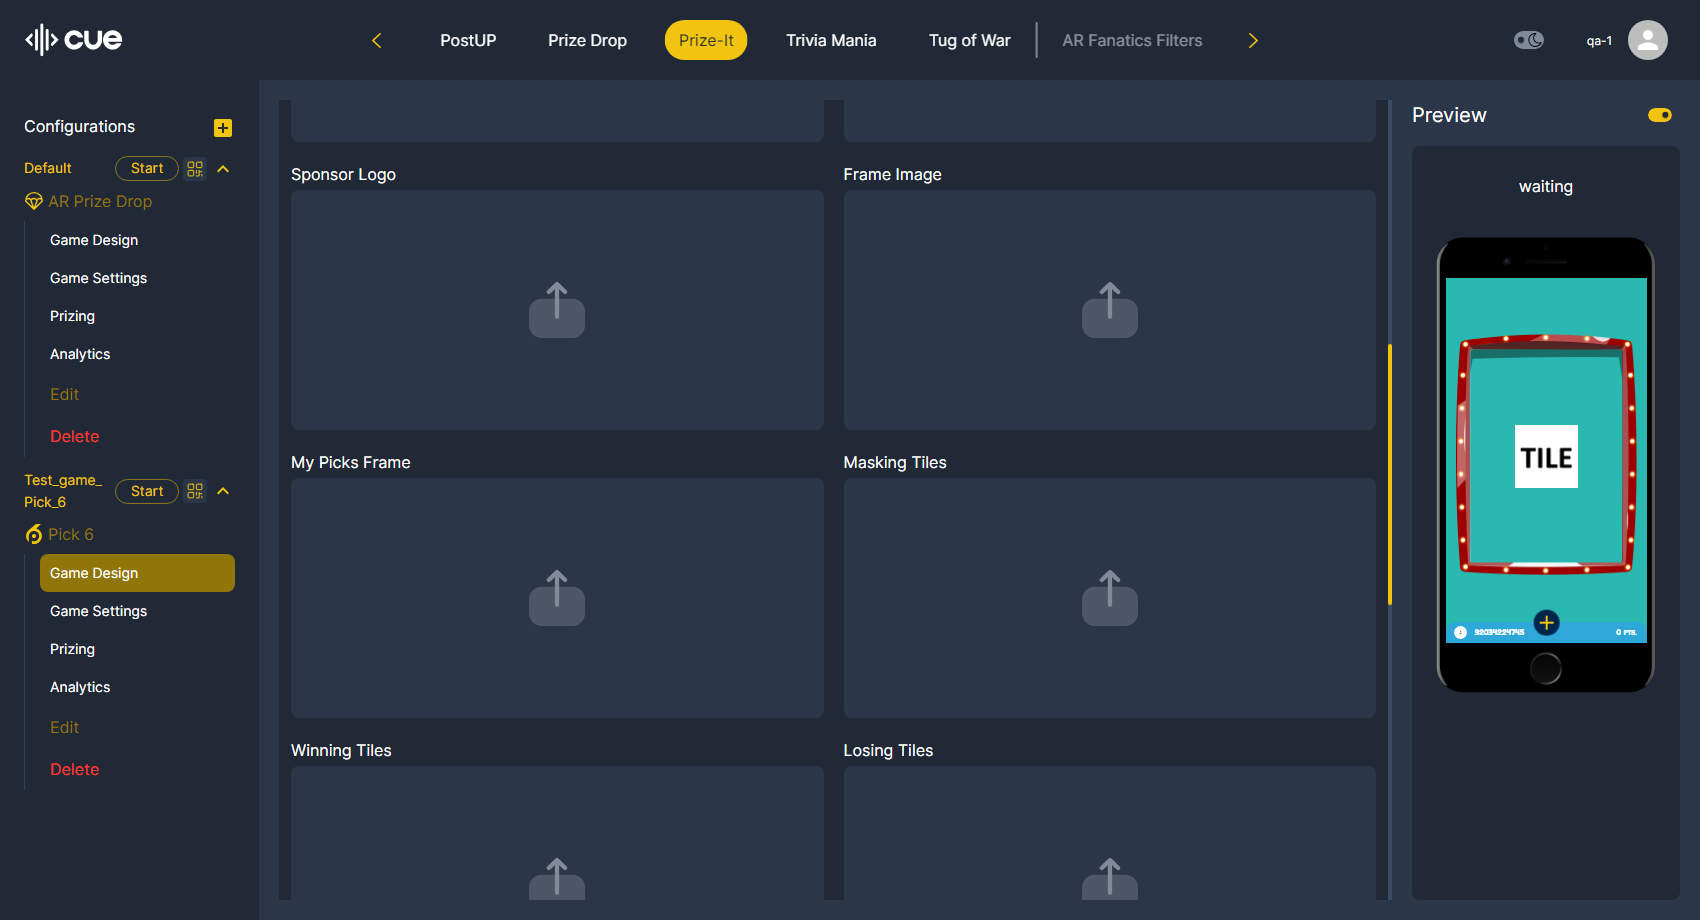 cue
PostUP
Prize Drop
Prize-It
Trivia Mania
Tug of War
AR Fanatics Filters
qa-1
Configurations
Default
Start
AR Prize Drop
Game Design
Game Settings
Prizing
Analytics
Edit
Delete
Test_game_
Pick_6
Start
Pick 6
Game Design
Game Settings
Prizing
Analytics
Edit
Delete
Sponsor Logo
Frame Image
My Picks Frame
Masking Tiles
Winning Tiles
Losing Tiles
Preview
waiting
TILE
92034224745
0 PTS.